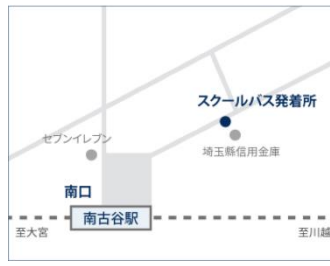 スクールバス発着所
セブンイレブン
埼玉縣信用金庫
南口
南古谷駅
至大宮
至川越